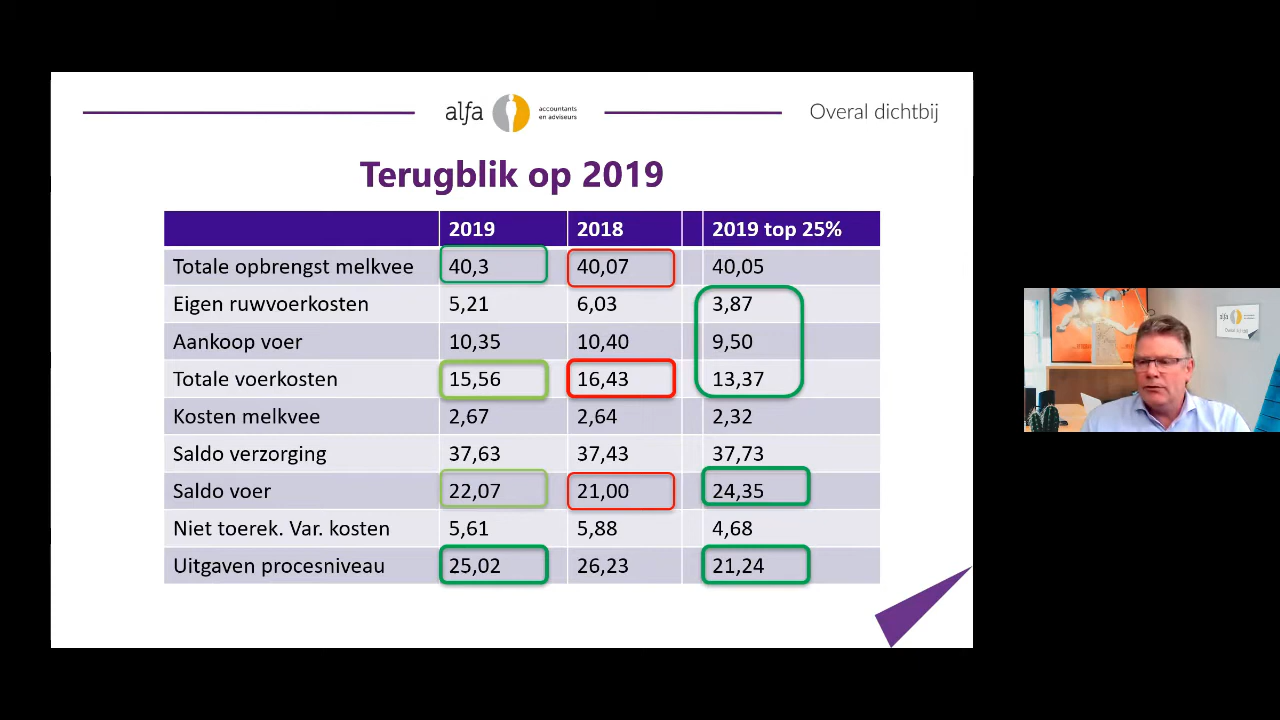 alfa accountants en adviseurs
Overal dichtbij
Terugblik op 2019
2019 2018 2019 top 25%
Totale opbrengst melkvee 40,3 40,07 40,05
Eigen ruwvoerkosten 5,21 6,03 3,87
Aankoop voer 10,35 10,40 9,50
Totale voerkosten 15,56 16,43 13,37
Kosten melkvee 2,67 2,64 2,32
Saldo verzorging 37,63 37,43 37,73
Saldo voer 22,07 21,00 24,35
Niet toerek. Var. kosten 5,61 5,88 4,68
Uitgaven procesniveau 25,02 26,23 21,24
alfa